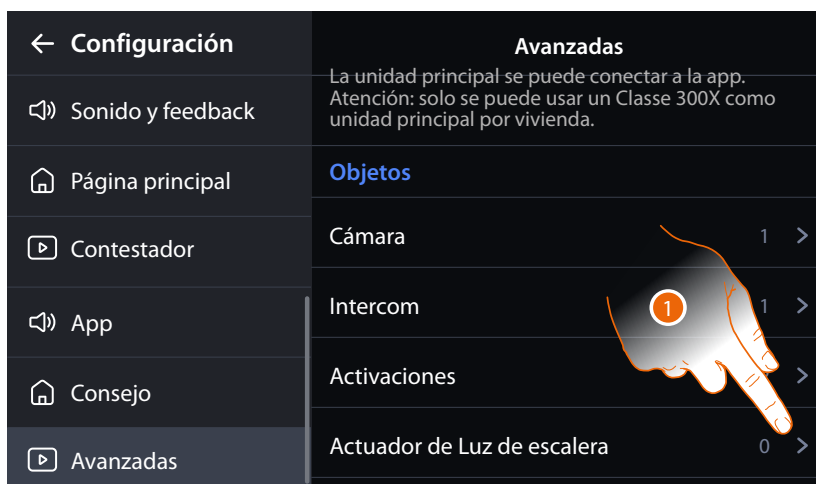 Configuración
Sonido y feedback
Página principal
Contestador
App
Consejo
Avanzadas
Avanzadas
La unidad principal se puede conectar a la app.
Atención: solo se puede usar un Classe 300X como
unidad principal por vivienda.
Objetos
Cámara 1
Intercom 1
1
Activaciones
Actuador de Luz de escalera 0